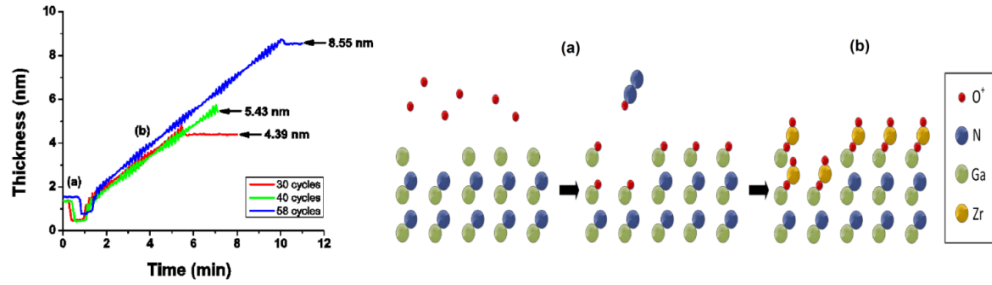 10
8
6
4
2
0
Thickness (nm)
8.55 nm
5.43 nm
4.39 nm
(b)
(a)
30 cycles
40 cycles
58 cycles
0 2 4 6 8 10 12
Time (min)
(a)
(b)
O+
N
Ga
Zr